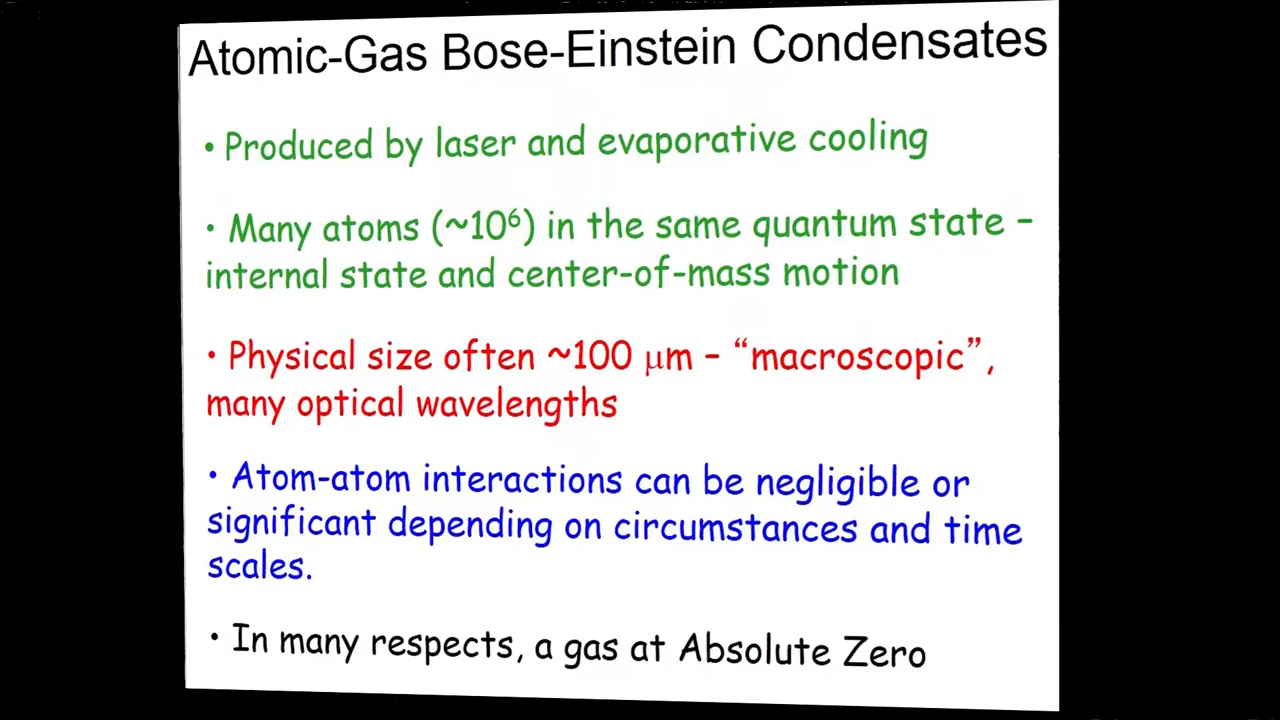 Atomic-Gas Bose-Einstein Condensates
• Produced by laser and evaporative cooling
• Many atoms (~10⁶) in the same quantum state –
internal state and center-of-mass motion
• Physical size often ~100 μm – “macroscopic”,
many optical wavelengths
• Atom-atom interactions can be negligible or
significant depending on circumstances and time
scales.
• In many respects, a gas at Absolute Zero